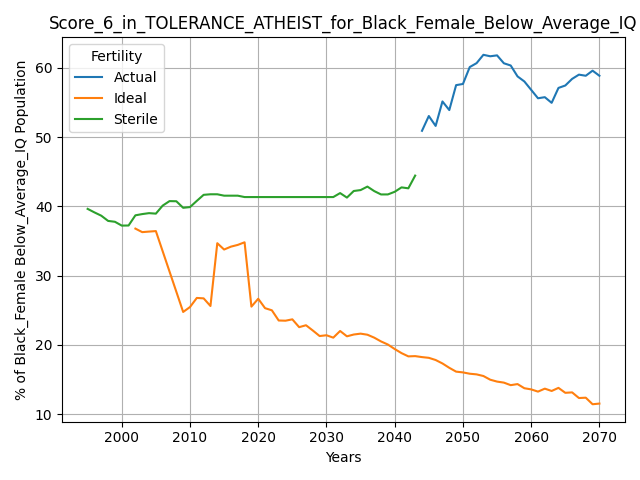 Score_6_in_TOLERANCE_ATHEIST_for_Black_Female_Below_Average_IQ
Fertility
Actual
Ideal
Sterile
% of Black_Female Below_Average_IQ Population
60
50
40
30
20
10
2000 2010 2020 2030 2040 2050 2060 2070
Years